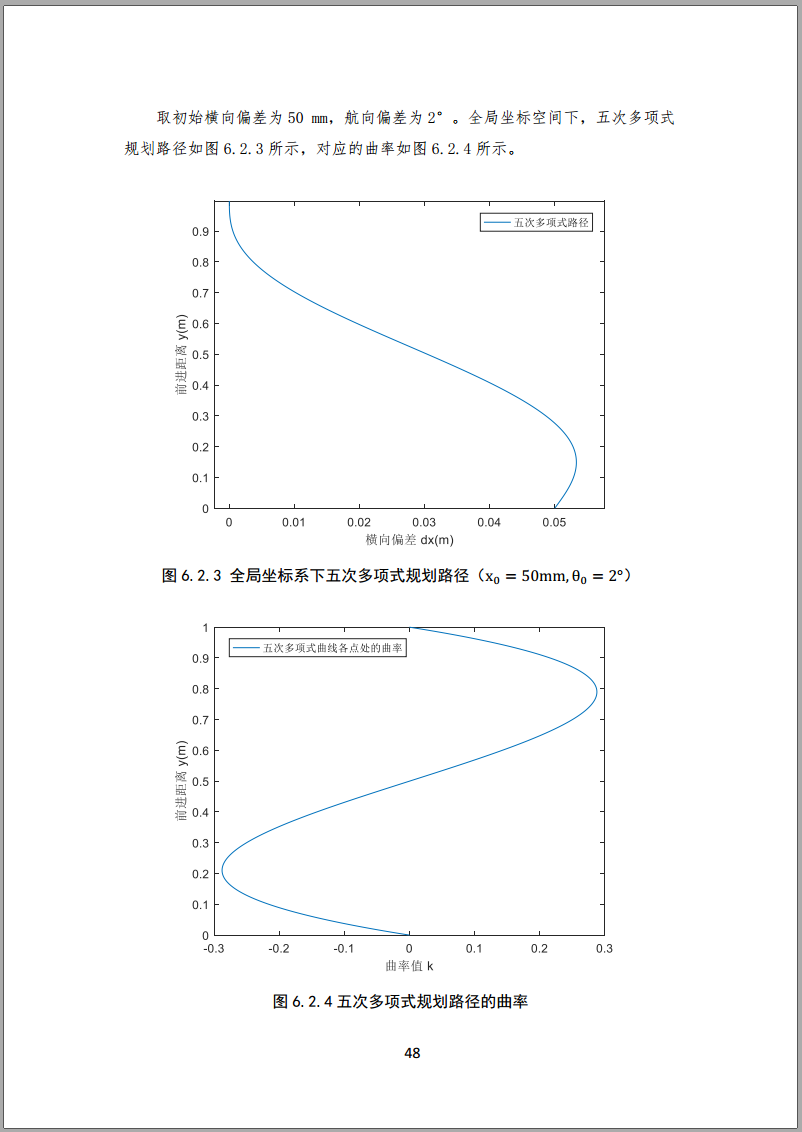 取初始横向偏差为 50 mm，航向偏差为 2° 。全局坐标空间下，五次多项式
规划路径如图 6.2.3 所示，对应的曲率如图 6.2.4 所示。
五次多项式路径
0.9
0.8
0.7
0.6
0.5
0.4
0.3
0.2
0.1
0
前进距离 y(m)
0 0.01 0.02 0.03 0.04 0.05
横向偏差 dx(m)
图 6.2.3 全局坐标系下五次多项式规划路径（x₀ = 50mm, θ₀ = 2°）
五次多项式曲线各点处的曲率
1
0.9
0.8
0.7
0.6
0.5
0.4
0.3
0.2
0.1
0
前进距离 y(m)
-0.3 -0.2 -0.1 0 0.1 0.2 0.3
曲率值 k
图 6.2.4 五次多项式规划路径的曲率
48